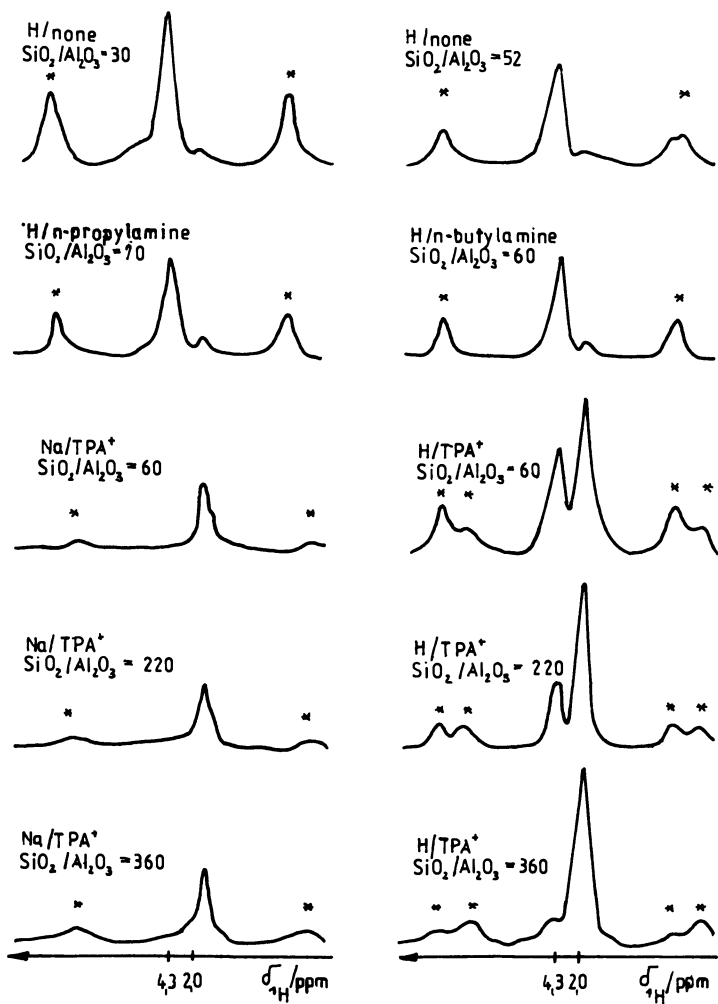 H/none
SiO₂/Al₂O₃=30
*
*
H/none
SiO₂/Al₂O₃=52
*
*
H/n-propylamine
SiO₂/Al₂O₃=70
*
*
H/n-butylamine
SiO₂/Al₂O₃=60
*
*
Na/TPA⁺
SiO₂/Al₂O₃=60
*
*
H/TPA⁺
SiO₂/Al₂O₃=60
*
*
*
*
Na/TPA⁺
SiO₂/Al₂O₃=220
*
*
H/TPA⁺
SiO₂/Al₂O₃=220
*
*
*
*
Na/TPA⁺
SiO₂/Al₂O₃=360
*
*
H/TPA⁺
SiO₂/Al₂O₃=360
*
*
*
*
4,3 2,0 δ₁H/ppm
4,3 2,0 δ₁H/ppm